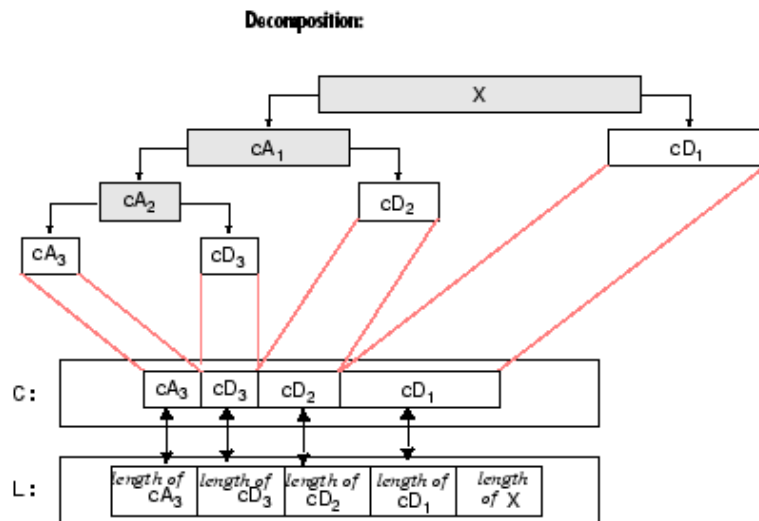 Decomposition:
X
cA₁ cD₁
cA₂ cD₂
cA₃ cD₃
C: cA₃ cD₃ cD₂ cD₁
L: length of cA₃ length of cD₃ length of cD₂ length of cD₁ length of X